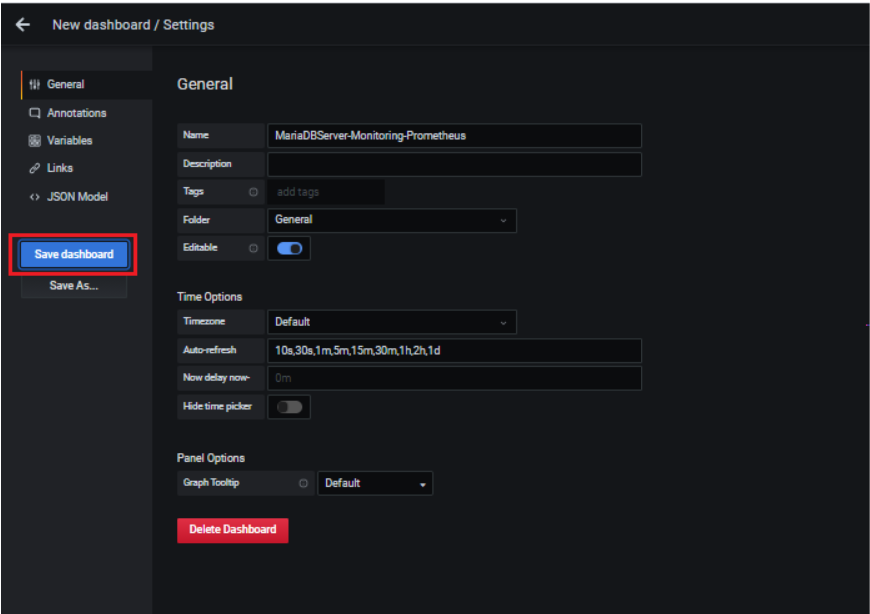 New dashboard / Settings
General
Annotations
Variables
Links
JSON Model
Save dashboard
Save As...
General
Name MariaDBServer-Monitoring-Prometheus
Description
Tags add tags
Folder General
Editable
Time Options
Timezone Default
Auto-refresh 10s,30s,1m,5m,15m,30m,1h,2h,1d
Now delay now- 0m
Hide time picker
Panel Options
Graph Tooltip Default
Delete Dashboard